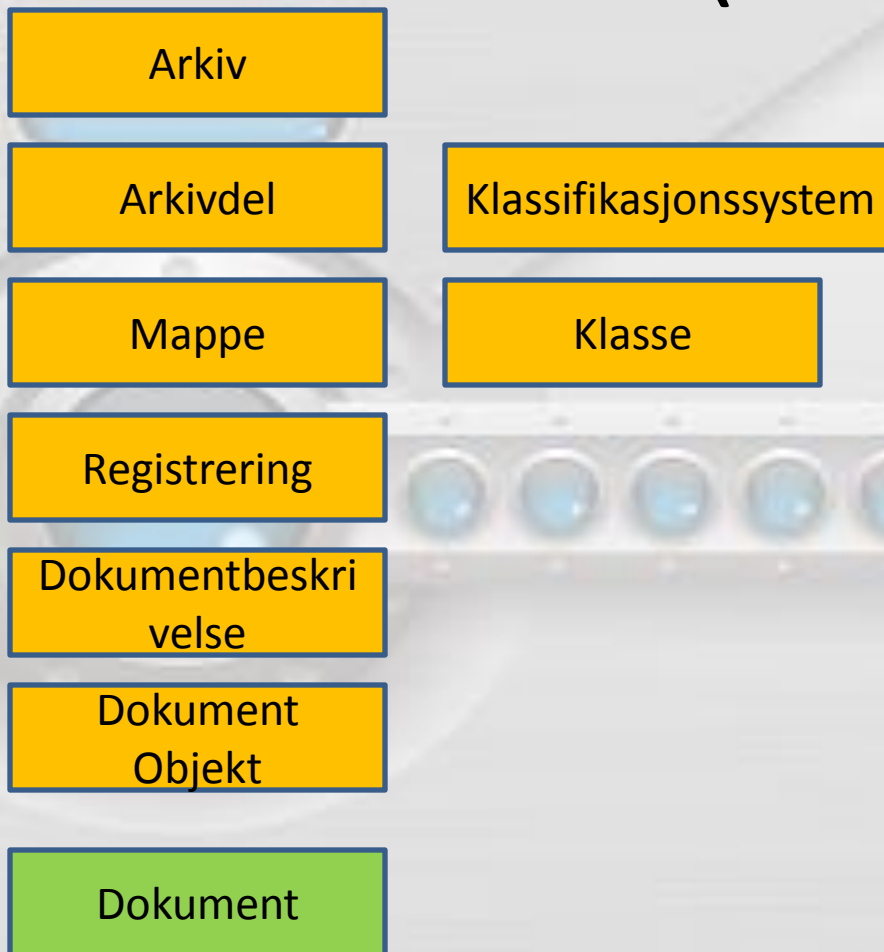 Arkiv
Arkivdel
Klassifikasjonssystem
Mappe
Klasse
Registrering
Dokumentbeskri
velse
Dokument
Objekt
Dokument